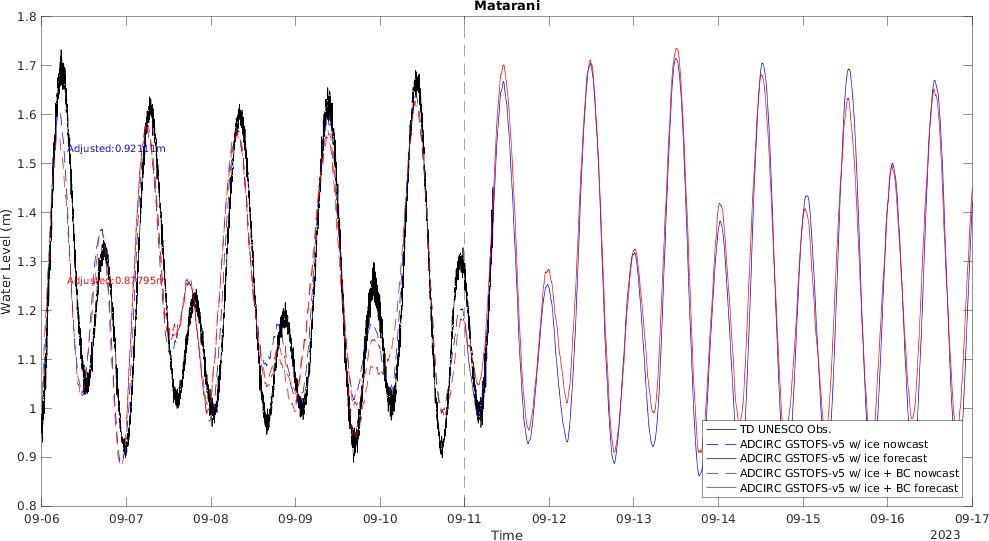 Matarani
1.8
1.7
1.6
1.5
1.4
1.3
1.2
1.1
1
0.9
0.8
Water Level (m)
Adjusted:0.92111m
Adjusted:0.87795m
TD UNESCO Obs.
ADCIRC GSTOFS-v5 w/ ice nowcast
ADCIRC GSTOFS-v5 w/ ice forecast
ADCIRC GSTOFS-v5 w/ ice + BC nowcast
ADCIRC GSTOFS-v5 w/ ice + BC forecast
09-06 09-07 09-08 09-09 09-10 09-11 09-12 09-13 09-14 09-15 09-16 09-17
Time
2023